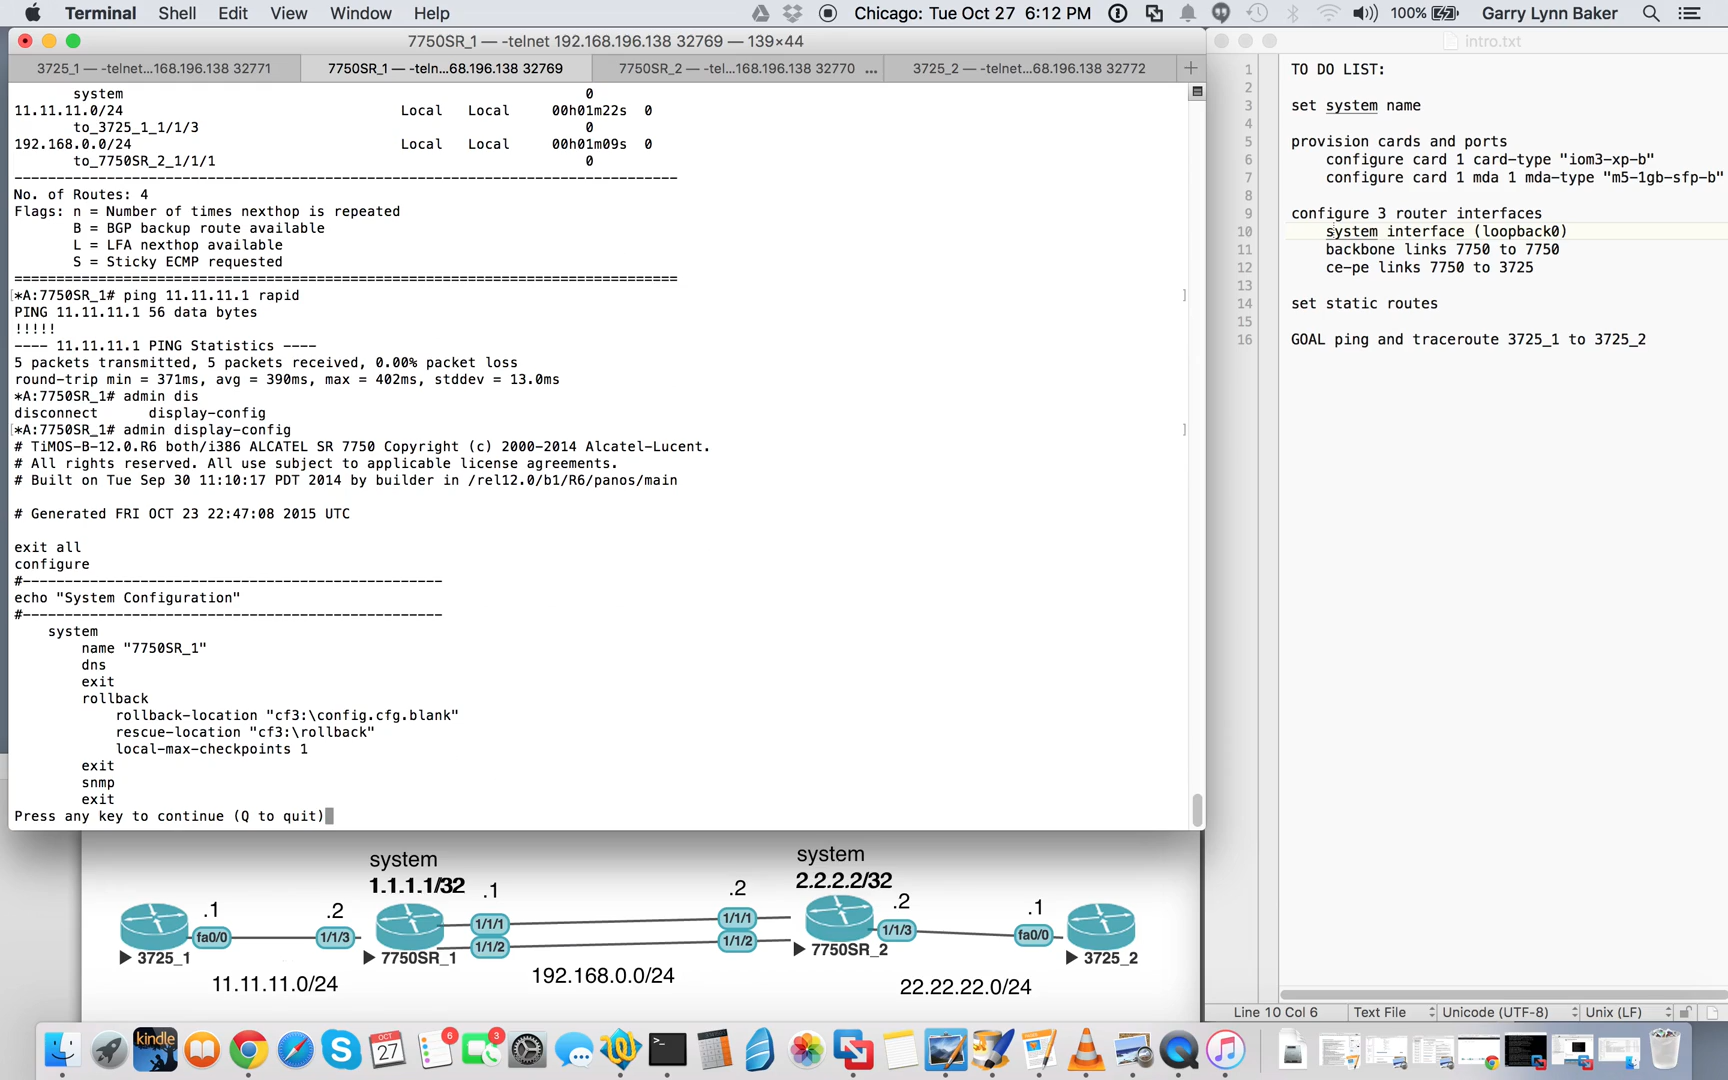 Terminal Shell Edit View Window Help Chicago: Tue Oct 27 6:12 PM 100% Garry Lynn Baker
7750SR_1 — -telnet 192.168.196.138 32769 — 139×44
3725_1 — -telnet...168.196.138 32771 7750SR_1 — -teln...68.196.138 32769 7750SR_2 — -tel...168.196.138 32770 ... 3725_2 — -telnet...68.196.138 32772 +
system 0
11.11.11.0/24 Local Local 00h01m22s 0
to_3725_1_1/1/3 0
192.168.0.0/24 Local Local 00h01m09s 0
to_7750SR_2_1/1/1 0
-------------------------------------------------------------------------------
No. of Routes: 4
Flags: n = Number of times nexthop is repeated
B = BGP backup route available
L = LFA nexthop available
S = Sticky ECMP requested
===============================================================================
*A:7750SR_1# ping 11.11.11.1 rapid
PING 11.11.11.1 56 data bytes
!!!!!
---- 11.11.11.1 PING Statistics ----
5 packets transmitted, 5 packets received, 0.00% packet loss
round-trip min = 371ms, avg = 390ms, max = 402ms, stddev = 13.0ms
*A:7750SR_1# admin dis
disconnect display-config
*A:7750SR_1# admin display-config
# TiMOS-B-12.0.R6 both/i386 ALCATEL SR 7750 Copyright (c) 2000-2014 Alcatel-Lucent.
# All rights reserved. All use subject to applicable license agreements.
# Built on Tue Sep 30 11:10:17 PDT 2014 by builder in /rel12.0/b1/R6/panos/main
# Generated FRI OCT 23 22:47:08 2015 UTC
exit all
configure
#--------------------------------------------------
echo "System Configuration"
#--------------------------------------------------
system
name "7750SR_1"
dns
exit
rollback
rollback-location "cf3:\config.cfg.blank"
rescue-location "cf3:\rollback"
local-max-checkpoints 1
exit
snmp
exit
Press any key to continue (Q to quit)
intro.txt
1 TO DO LIST:
2
3 set system name
4
5 provision cards and ports
6 configure card 1 card-type "iom3-xp-b"
7 configure card 1 mda 1 mda-type "m5-1gb-sfp-b"
8
9 configure 3 router interfaces
10 system interface (loopback0)
11 backbone links 7750 to 7750
12 ce-pe links 7750 to 3725
13
14 set static routes
15
16 GOAL ping and traceroute 3725_1 to 3725_2
Line 10 Col 6 Text File Unicode (UTF-8) Unix (LF)
system system
1.1.1.1/32 2.2.2.2/32
.1 .2 .1 .2 .2 .1
fa0/0 1/1/3 1/1/1 1/1/2 1/1/1 1/1/2 1/1/3 fa0/0
3725_1 7750SR_1 7750SR_2 3725_2
11.11.11.0/24 192.168.0.0/24 22.22.22.0/24
kindle
OCT
27
6
3